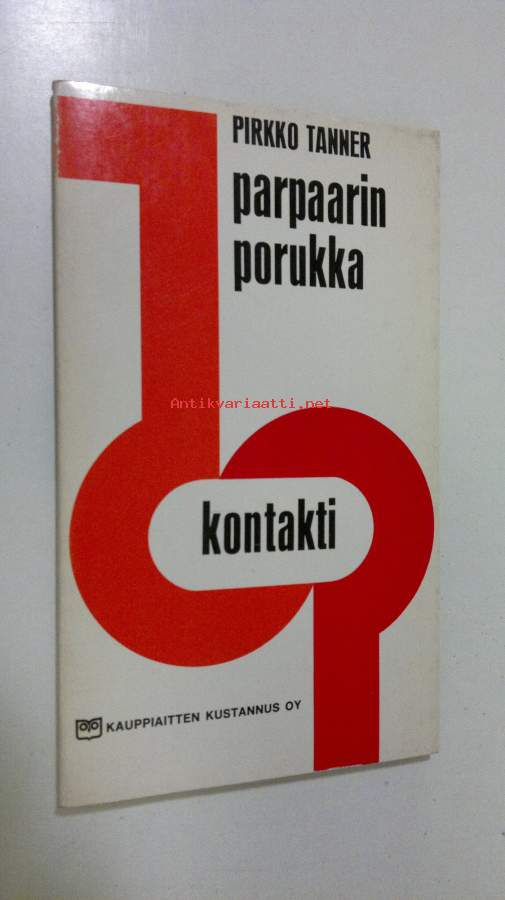 PIRKKO TANNER
parpaarin
porukka
Antikvariaatti.net
kontakti
KAUPPIAITTEN KUSTANNUS OY